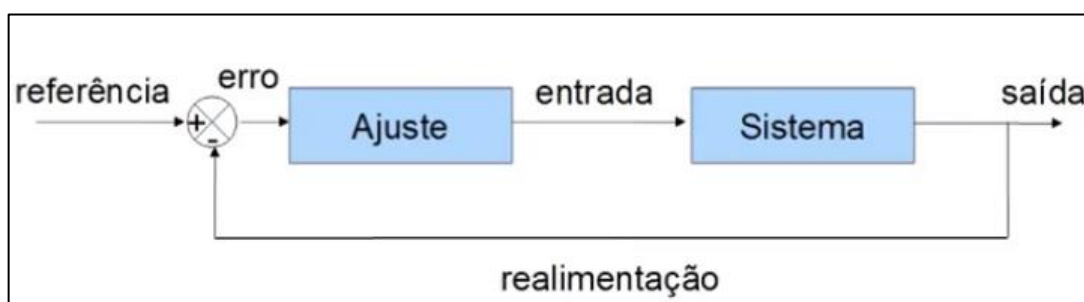 referência
erro
Ajuste
entrada
Sistema
saída
+
-
realimentação